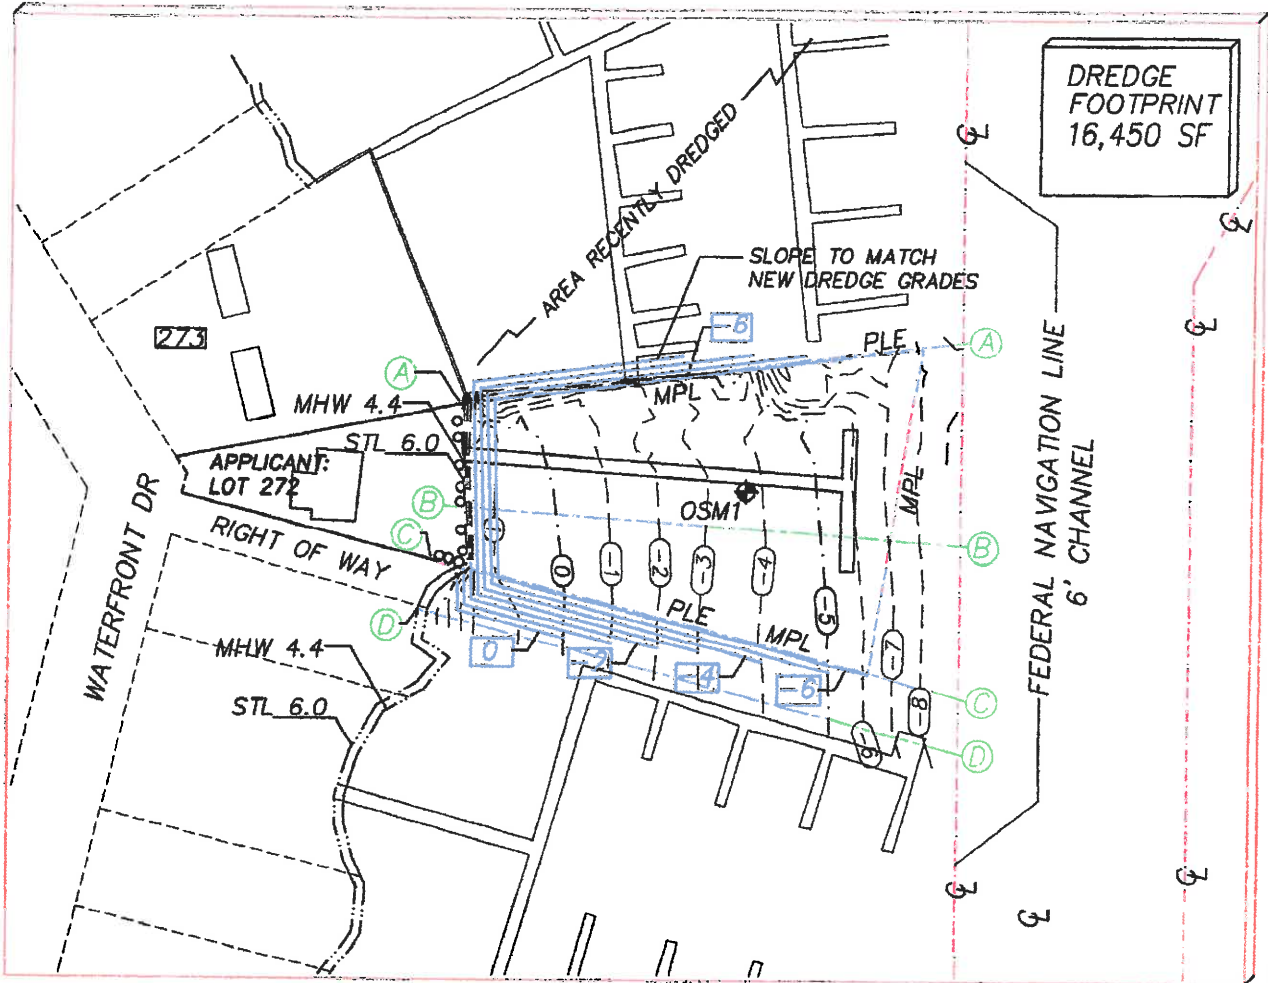 DREDGE
FOOTPRINT
16,450 SF
AREA RECENTLY DREDGED
SLOPE TO MATCH
NEW DREDGE GRADES
-6
PLE
A
273
A
MHW 4.4
MPL
STL 6.0
APPLICANT:
LOT 272
B
OSM1
MPL
C
RIGHT OF WAY
B
0
-1
-2
-3
-4
-5
-7
-8
-6
PLE
MPL
D
0
-2
-4
-6
C
D
MHW 4.4
STL 6.0
WATERFRONT DR
FEDERAL NAVIGATION LINE
6' CHANNEL